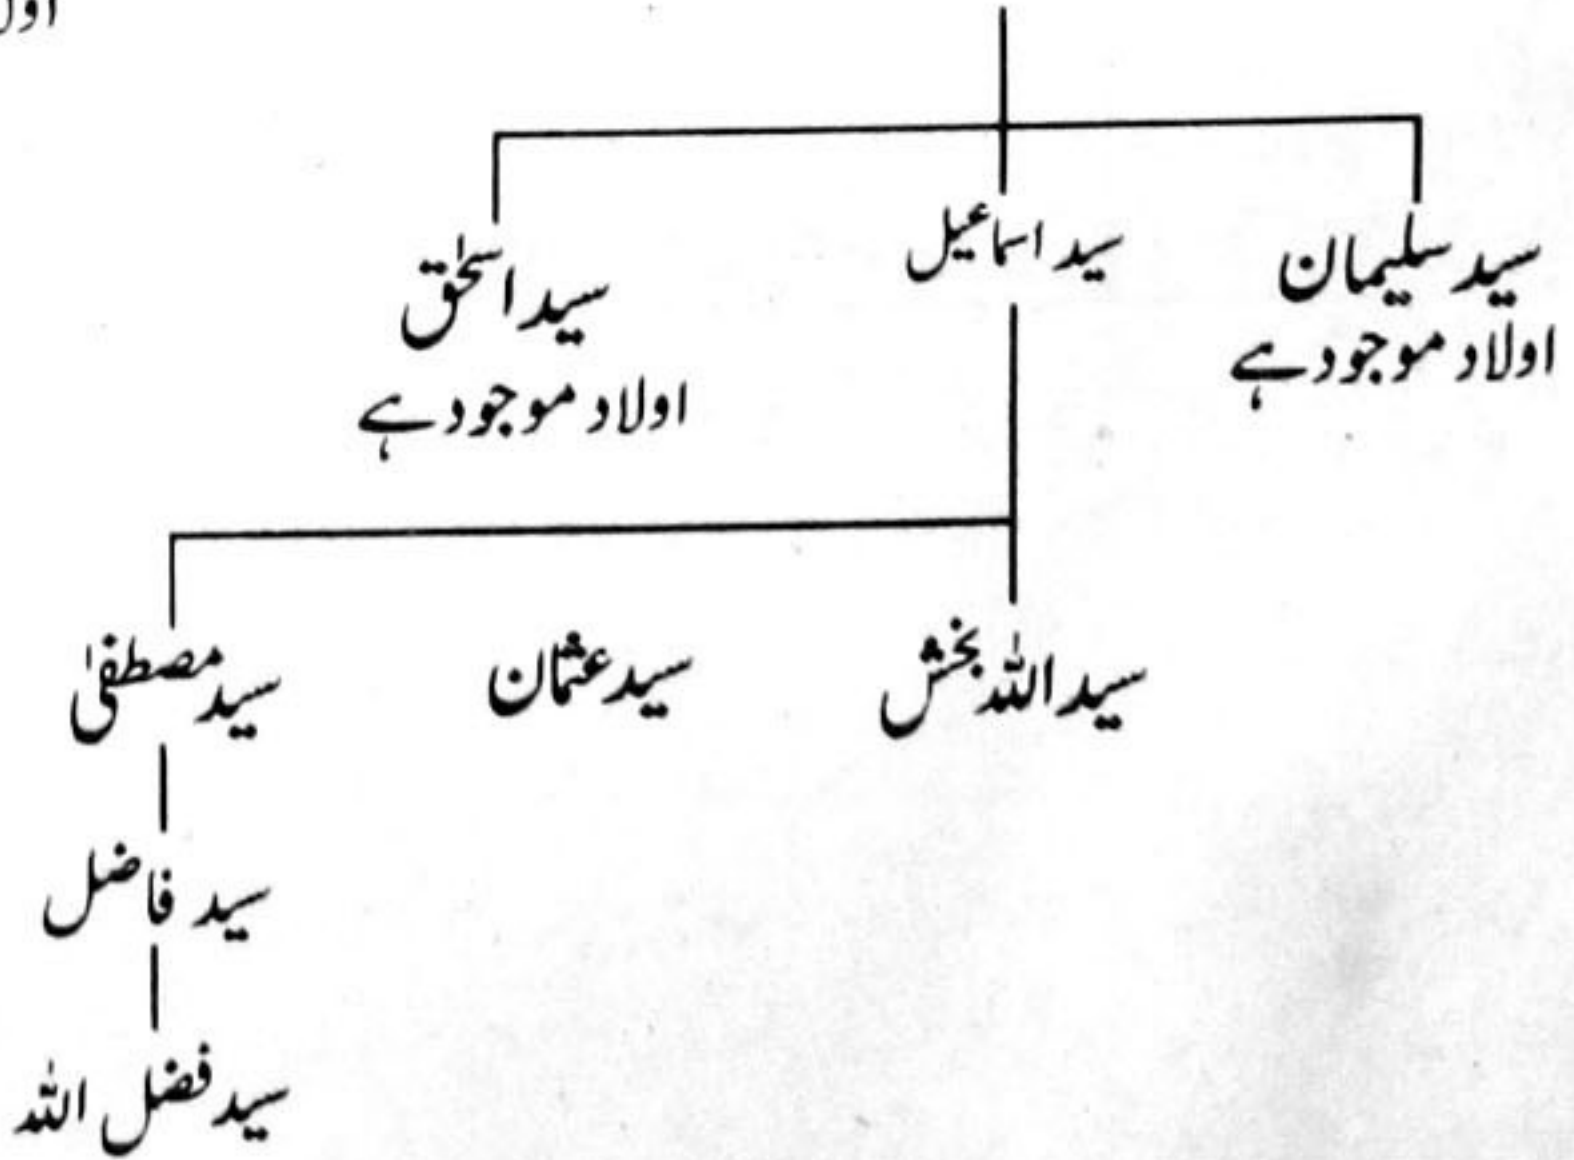 سید سلیمان
اولاد موجود ہے
سید اسماعیل
سید اسحٰق
اولاد موجود ہے
سید اللہ بخش
سید عثمان
سید مصطفیٰ
سید فاضل
سید فضل اللہ